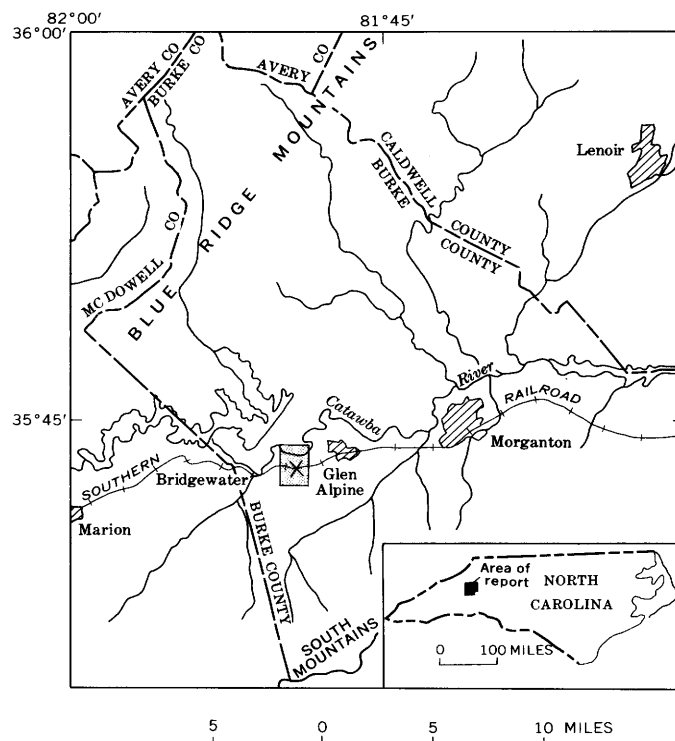 82°00' 81°45'
36°00'
AVERY CO
BURKE CO
AVERY CO
BLUE RIDGE MOUNTAINS
CALDWELL COUNTY
BURKE COUNTY
Lenoir
MC DOWELL CO
35°45'
Catawba River
SOUTHERN RAILROAD
Morganton
Bridgewater
Glen
Alpine
Marion
BURKE COUNTY
SOUTH
MOUNTAINS
Area of
report
NORTH
CAROLINA
0 100 MILES
5 0 5 10 MILES